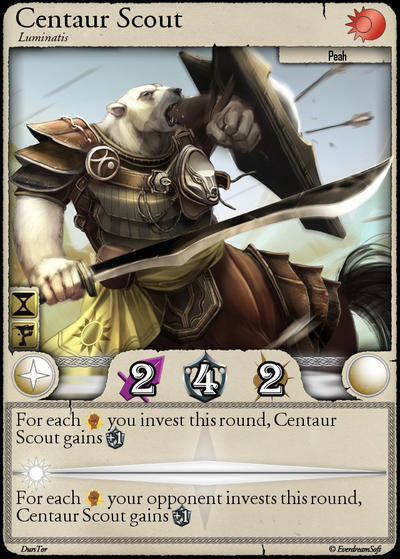 Centaur Scout
Luminatis
Peah
2 4 2
For each you invest this round, Centaur
Scout gains +1
For each your opponent invests this round,
Centaur Scout gains +1
DunTor © EverdreamSoft